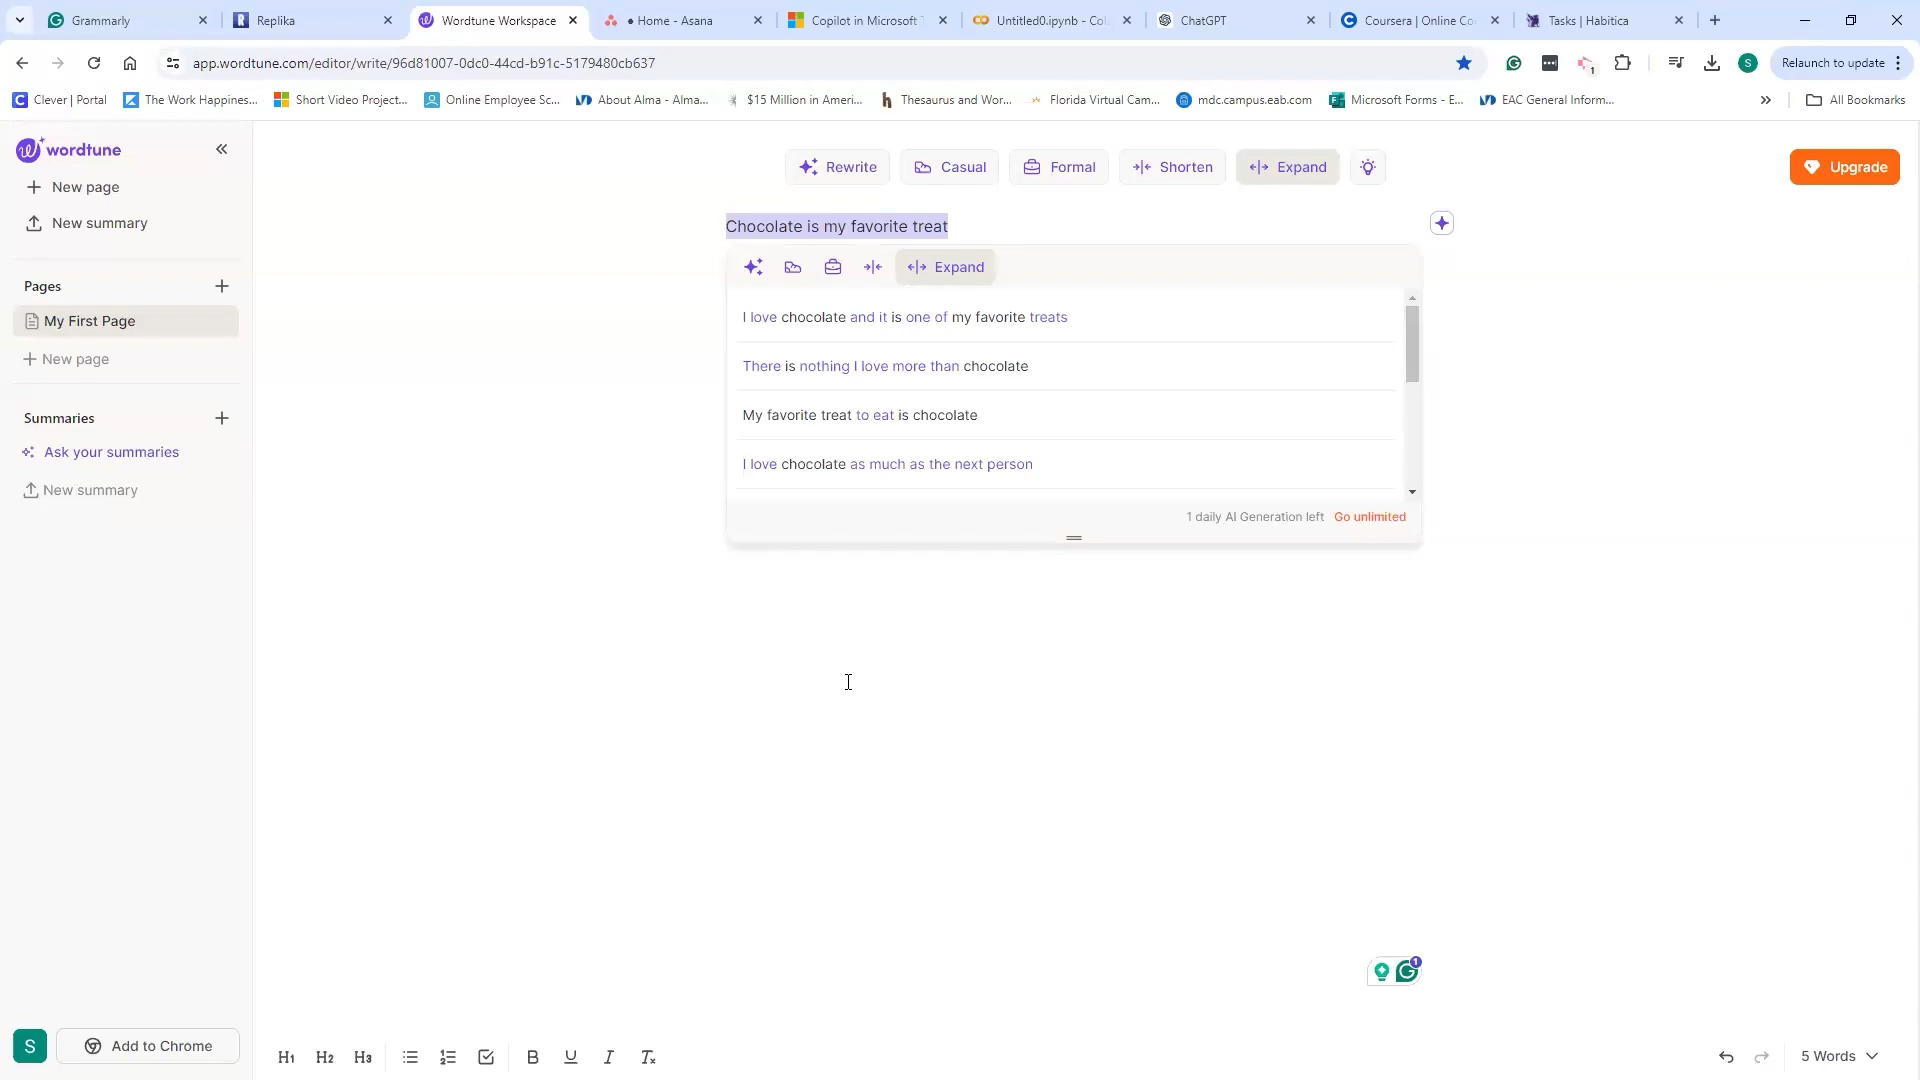 Grammarly
Replika
Wordtune Workspace
● Home - Asana
Copilot in Microsoft
Untitled0.ipynb - Col
ChatGPT
Coursera | Online Co
Tasks | Habitica
app.wordtune.com/editor/write/96d81007-0dc0-44cd-b91c-5179480cb637
1
S
Relaunch to update
Clever | Portal
The Work Happines...
Short Video Project...
Online Employee Sc...
About Alma - Alma...
$15 Million in Ameri...
Thesaurus and Wor...
Florida Virtual Cam...
mdc.campus.eab.com
Microsoft Forms - E...
EAC General Inform...
All Bookmarks
wordtune
New page
New summary
Pages
My First Page
New page
Summaries
Ask your summaries
New summary
S
Add to Chrome
Rewrite
Casual
Formal
Shorten
Expand
Upgrade
Chocolate is my favorite treat
Expand
I love chocolate and it is one of my favorite treats
There is nothing I love more than chocolate
My favorite treat to eat is chocolate
I love chocolate as much as the next person
1 daily AI Generation left Go unlimited
1
H1 H2 H3 B U I Tx
5 Words